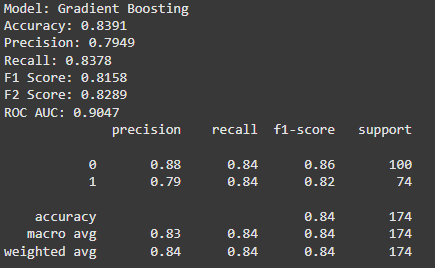 Model: Gradient Boosting
Accuracy: 0.8391
Precision: 0.7949
Recall: 0.8378
F1 Score: 0.8158
F2 Score: 0.8289
ROC AUC: 0.9047
precision recall f1-score support
0 0.88 0.84 0.86 100
1 0.79 0.84 0.82 74
accuracy 0.84 174
macro avg 0.83 0.84 0.84 174
weighted avg 0.84 0.84 0.84 174